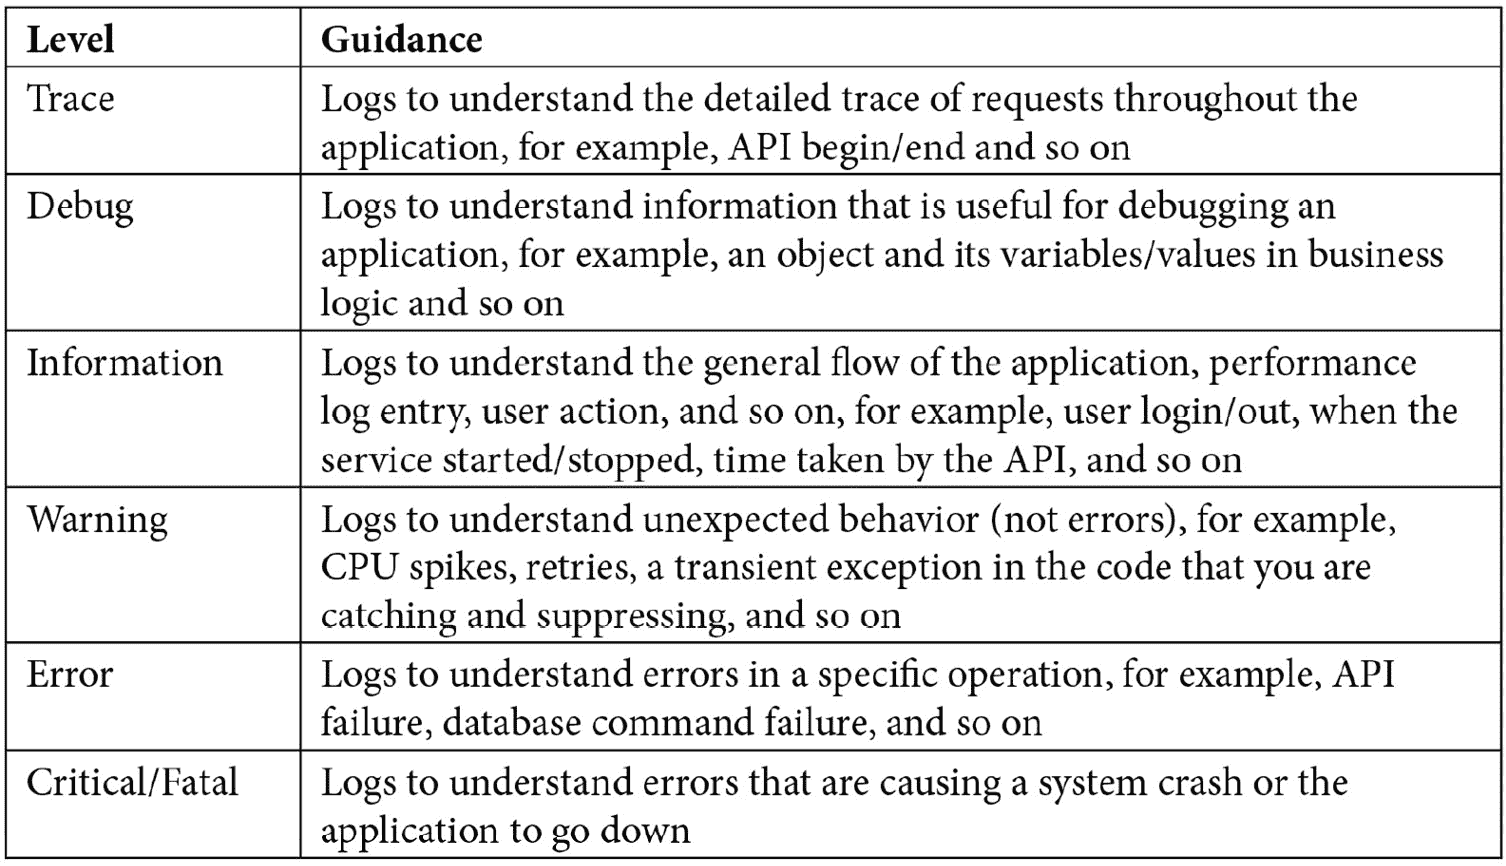 Level Guidance
Trace Logs to understand the detailed trace of requests throughout the
application, for example, API begin/end and so on
Debug Logs to understand information that is useful for debugging an
application, for example, an object and its variables/values in business
logic and so on
Information Logs to understand the general flow of the application, performance
log entry, user action, and so on, for example, user login/out, when the
service started/stopped, time taken by the API, and so on
Warning Logs to understand unexpected behavior (not errors), for example,
CPU spikes, retries, a transient exception in the code that you are
catching and suppressing, and so on
Error Logs to understand errors in a specific operation, for example, API
failure, database command failure, and so on
Critical/Fatal Logs to understand errors that are causing a system crash or the
application to go down